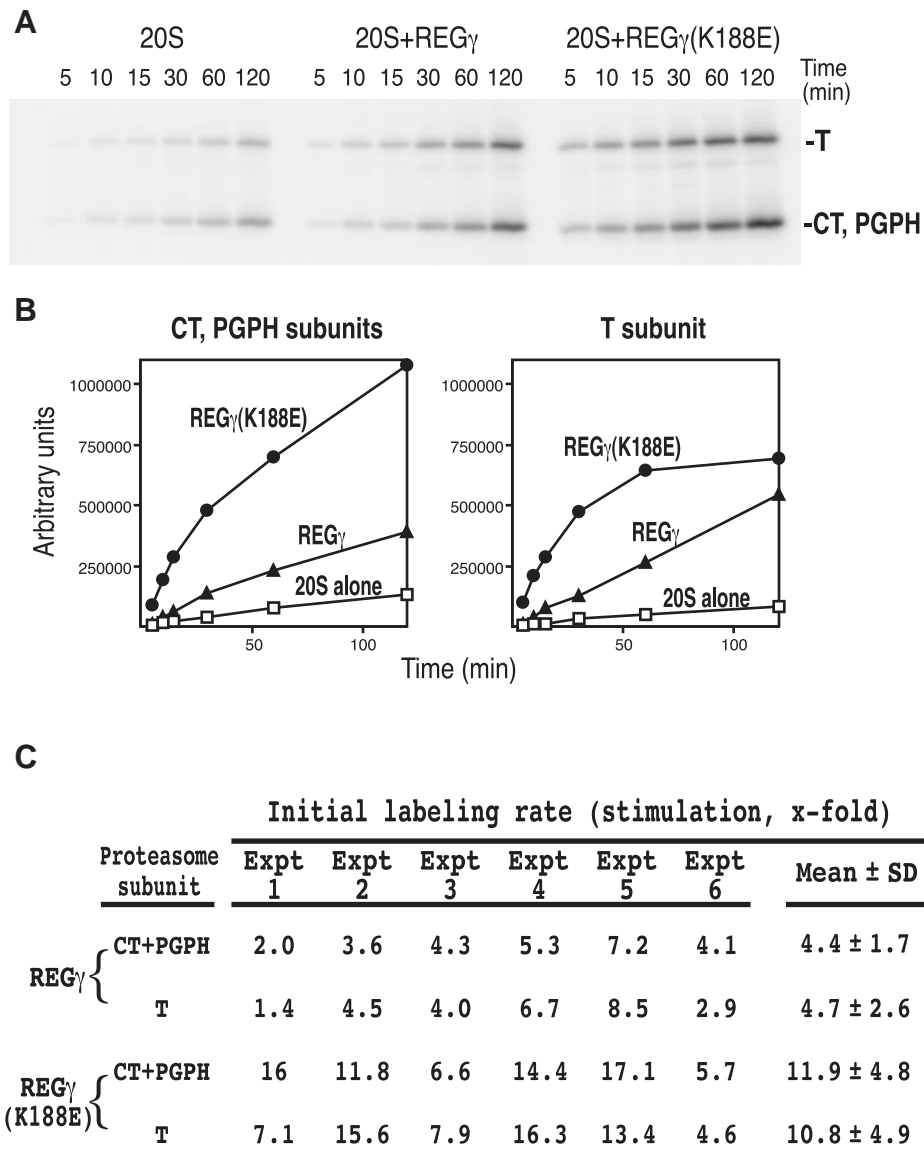 A
20S 20S+REGγ 20S+REGγ(K188E)
5 10 15 30 60 120 5 10 15 30 60 120 5 10 15 30 60 120 Time
(min)
-T
-CT, PGPH
B
CT, PGPH subunits T subunit
Arbitrary units
1000000 1000000
REGγ(K188E) REGγ(K188E)
750000 750000
500000 500000
REGγ REGγ
250000 250000
20S alone 20S alone
50 100 50 100
Time (min)
C
Initial labeling rate (stimulation, x-fold)
Proteasome Expt Expt Expt Expt Expt Expt Mean ± SD
subunit 1 2 3 4 5 6
REGγ { CT+PGPH 2.0 3.6 4.3 5.3 7.2 4.1 4.4 ± 1.7
T 1.4 4.5 4.0 6.7 8.5 2.9 4.7 ± 2.6
REGγ { CT+PGPH 16 11.8 6.6 14.4 17.1 5.7 11.9 ± 4.8
(K188E) T 7.1 15.6 7.9 16.3 13.4 4.6 10.8 ± 4.9